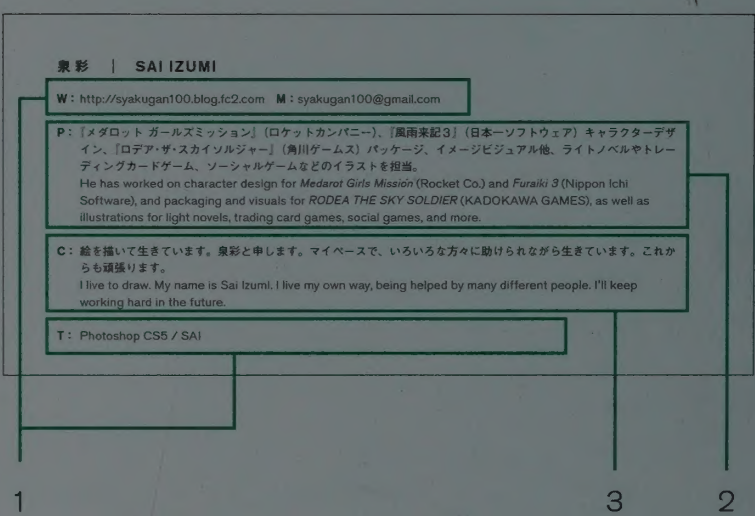 泉彩 | SAI IZUMI
W：http://syakugan100.blog.fc2.com M：syakugan100@gmail.com
P：『メダロット ガールズミッション』（ロケットカンパニー）、『風雨来記3』（日本一ソフトウェア）キャラクターデザ
イン、『ロデア・ザ・スカイソルジャー』（角川ゲームス）パッケージ、イメージビジュアル他、ライトノベルやトレー
ディングカードゲーム、ソーシャルゲームなどのイラストを担当。
He has worked on character design for Medarot Girls Mission (Rocket Co.) and Furaiki 3 (Nippon Ichi
Software), and packaging and visuals for RODEA THE SKY SOLDIER (KADOKAWA GAMES), as well as
illustrations for light novels, trading card games, social games, and more.
C：絵を描いて生きています。泉彩と申します。マイペースで、いろいろな方々に助けられながら生きています。これか
らも頑張ります。
I live to draw. My name is Sai Izumi. I live my own way, being helped by many different people. I'll keep
working hard in the future.
T：Photoshop CS5 / SAI
1
3
2